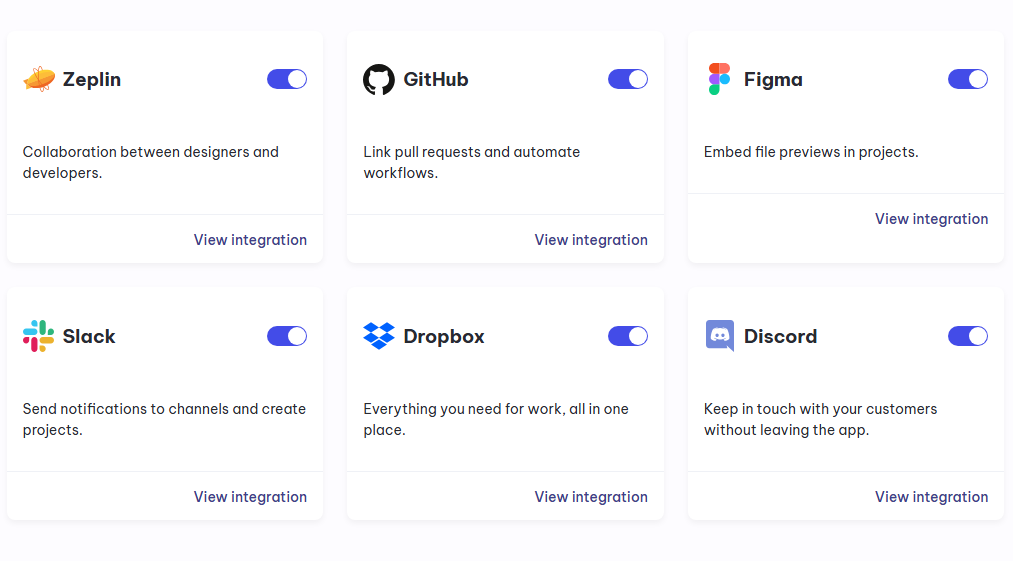 Zeplin
Collaboration between designers and
developers.
View integration
GitHub
Link pull requests and automate
workflows.
View integration
Figma
Embed file previews in projects.
View integration
Slack
Send notifications to channels and create
projects.
View integration
Dropbox
Everything you need for work, all in one
place.
View integration
Discord
Keep in touch with your customers
without leaving the app.
View integration